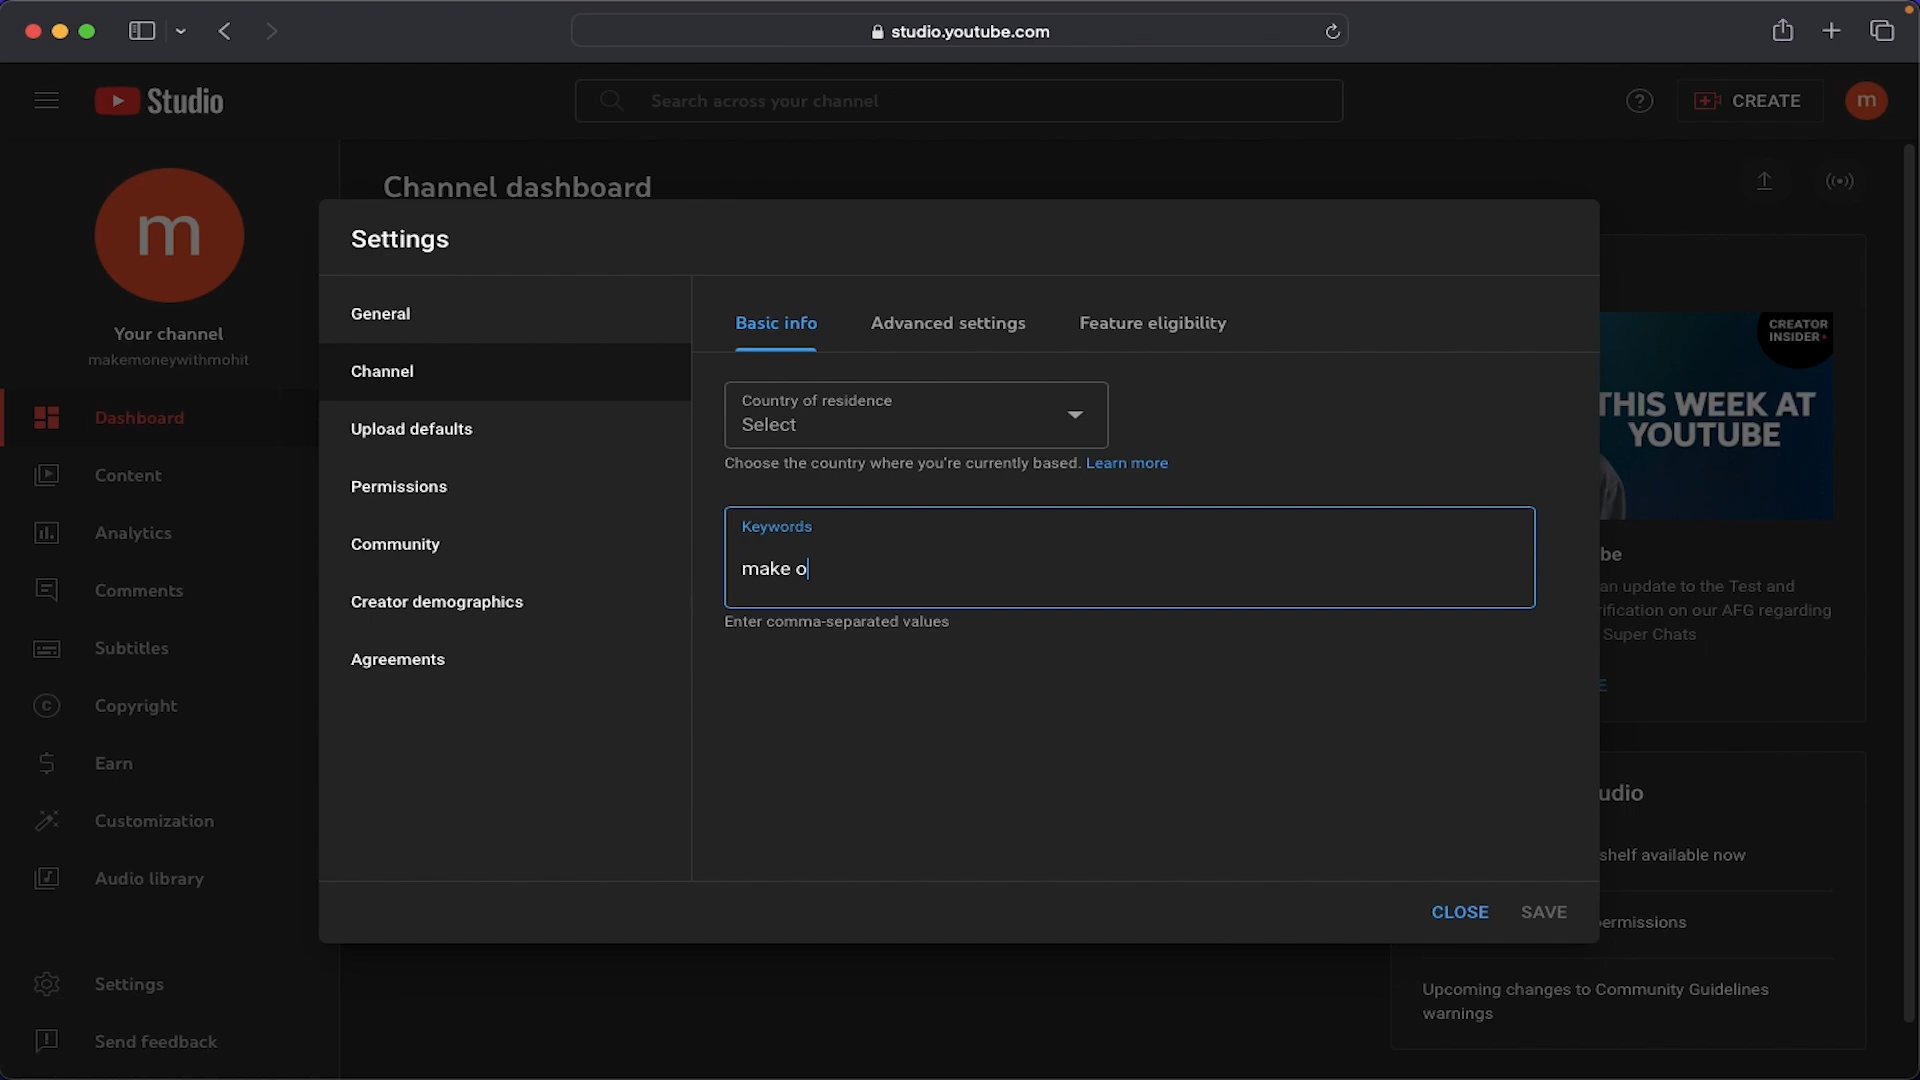 studio.youtube.com
Studio
Search across your channel
CREATE
m
m
Your channel
makemoneywithmohit
Dashboard
Content
Analytics
Comments
Subtitles
Copyright
Earn
Customization
Audio library
Settings
Send feedback
Channel dashboard
Settings
General
Channel
Upload defaults
Permissions
Community
Creator demographics
Agreements
Basic info
Advanced settings
Feature eligibility
Country of residence
Select
Choose the country where you're currently based. Learn more
Keywords
make o
Enter comma-separated values
CLOSE
SAVE
CREATOR
INSIDER
THIS WEEK AT
YOUTUBE
be
an update to the Test and
rification on our AFG regarding
Super Chats
E
udio
shelf available now
permissions
Upcoming changes to Community Guidelines
warnings